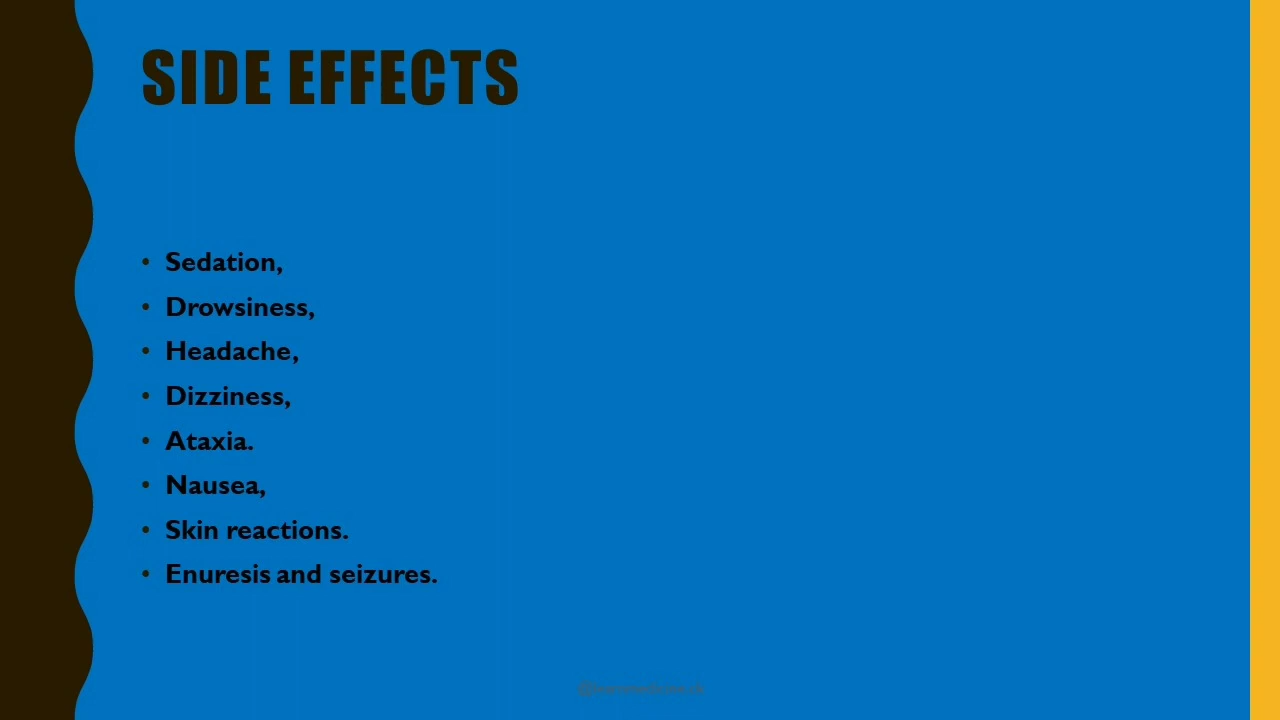 SIDE EFFECTS
• Sedation,
• Drowsiness,
• Headache,
• Dizziness,
• Ataxia.
• Nausea,
• Skin reactions.
• Enuresis and seizures.